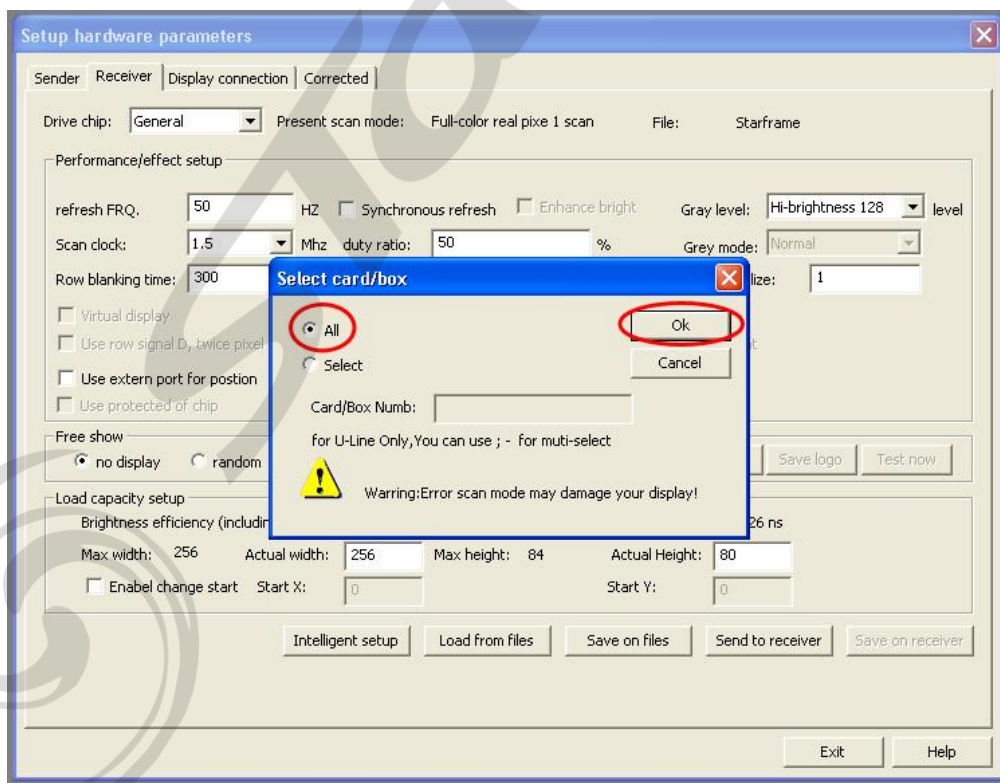 Setup hardware parameters
Sender Receiver Display connection Corrected
Drive chip: General Present scan mode: Full-color real pixe 1 scan File: Starframe
Performance/effect setup
refresh FRQ. 50 HZ Synchronous refresh Enhance bright Gray level: Hi-brightness 128 level
Scan clock: 1.5 Mhz duty ratio: 50 % Grey mode: Normal
Row blanking time: 300 Select card/box lize: 1
Virtual display All Ok
Use row signal D, twice pixel Select Cancel
Use extern port for postion
Use protected of chip Card/Box Numb:
for U-Line Only,You can use ; - for muti-select
Free show
no display random Save logo Test now
Warring:Error scan mode may damage your display!
Load capacity setup
Brightness efficiency (includin 26 ns
Max width: 256 Actual width: 256 Max height: 84 Actual Height: 80
Enabel change start Start X: 0 Start Y: 0
Intelligent setup Load from files Save on files Send to receiver Save on receiver
Exit Help